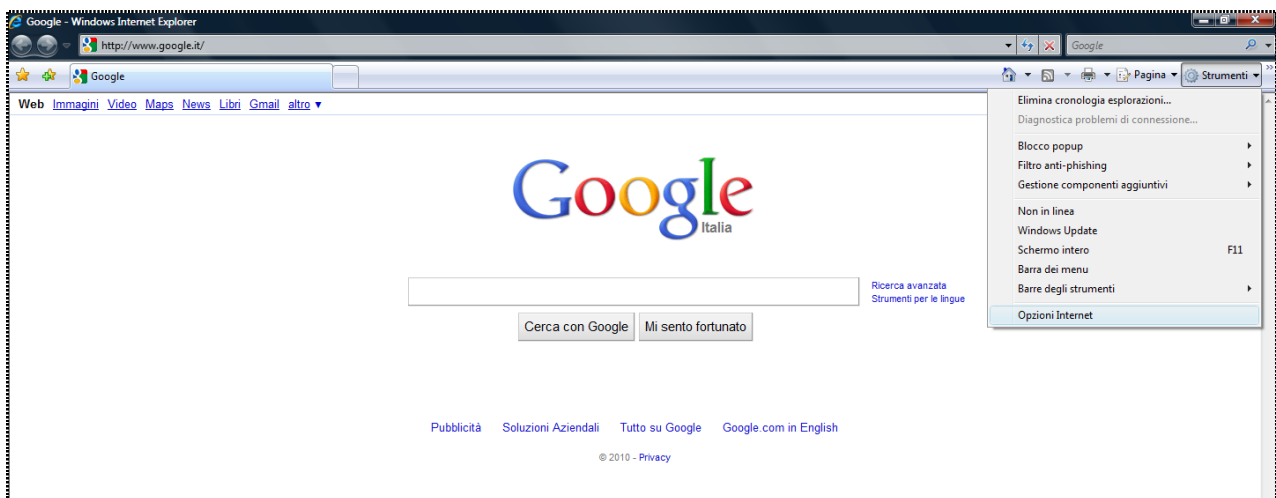 Google - Windows Internet Explorer
http://www.google.it/
Google
Google
Pagina
Strumenti
Web Immagini Video Maps News Libri Gmail altro ▼
Elimina cronologia esplorazioni...
Diagnostica problemi di connessione...
Blocco popup
Filtro anti-phishing
Gestione componenti aggiuntivi
Non in linea
Windows Update
Schermo intero F11
Barra dei menu
Barre degli strumenti
Opzioni Internet
Google
Italia
Ricerca avanzata
Strumenti per le lingue
Cerca con Google
Mi sento fortunato
Pubblicità Soluzioni Aziendali Tutto su Google Google.com in English
© 2010 - Privacy